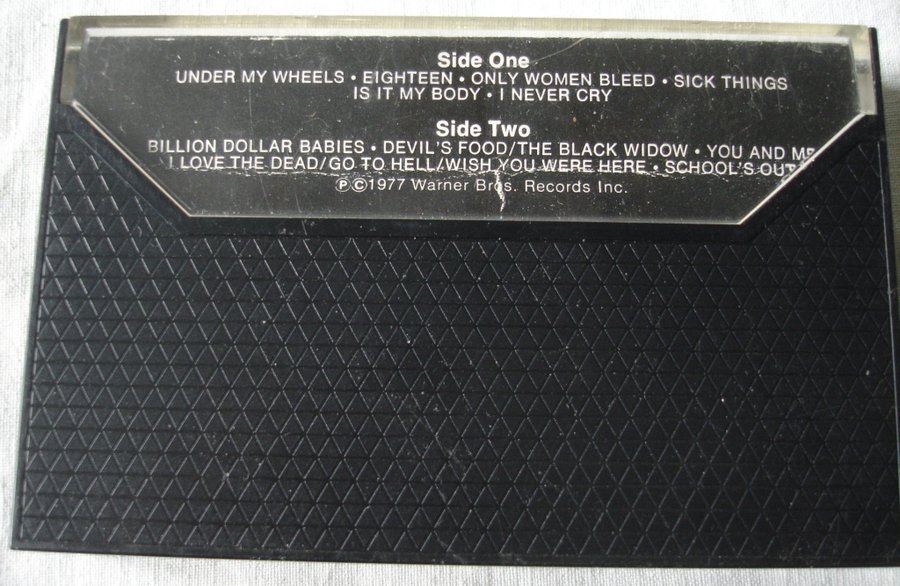 Side One
UNDER MY WHEELS • EIGHTEEN • ONLY WOMEN BLEED • SICK THINGS
IS IT MY BODY • I NEVER CRY
Side Two
BILLION DOLLAR BABIES • DEVIL'S FOOD/THE BLACK WIDOW • YOU AND ME
I LOVE THE DEAD/GO TO HELL/WISH YOU WERE HERE • SCHOOL'S OUT
℗©1977 Warner Bros. Records Inc.